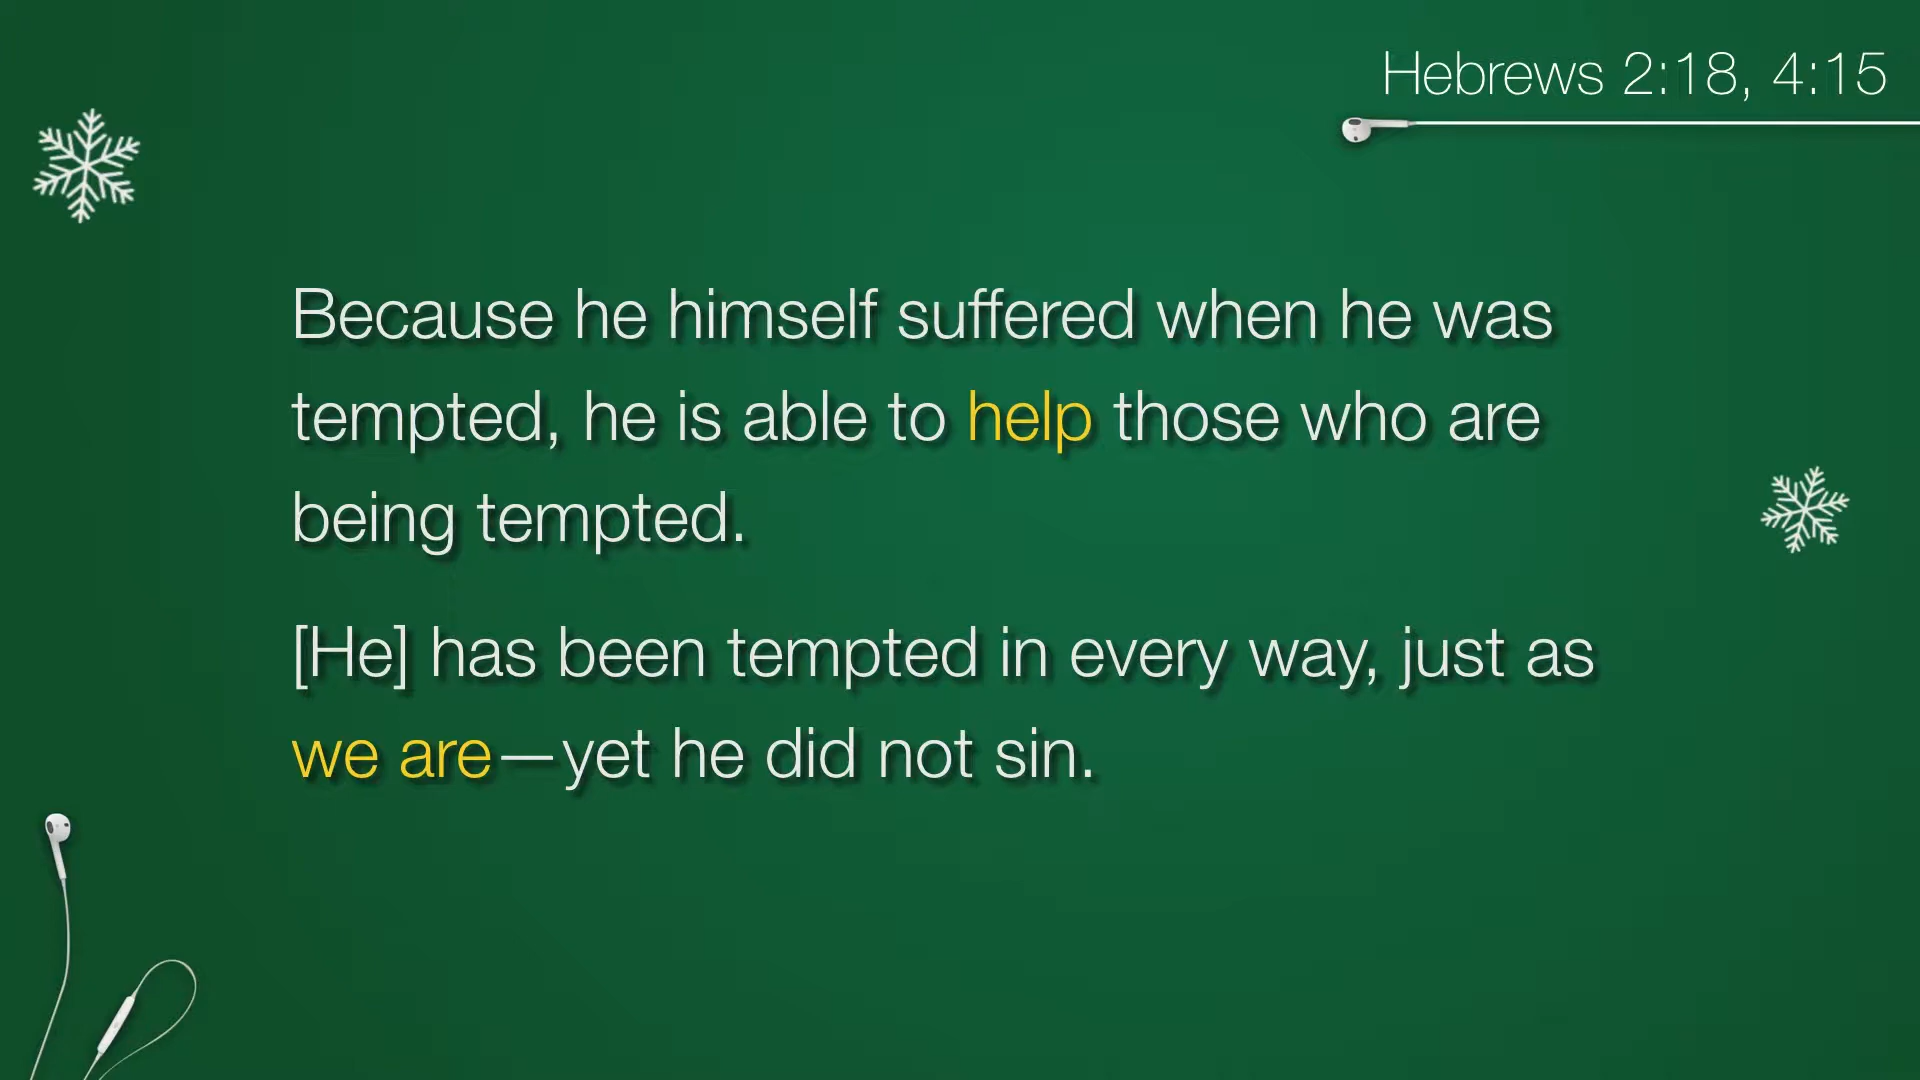 Hebrews 2:18, 4:15
Because he himself suffered when he was
tempted, he is able to help those who are
being tempted.
[He] has been tempted in every way, just as
we are—yet he did not sin.